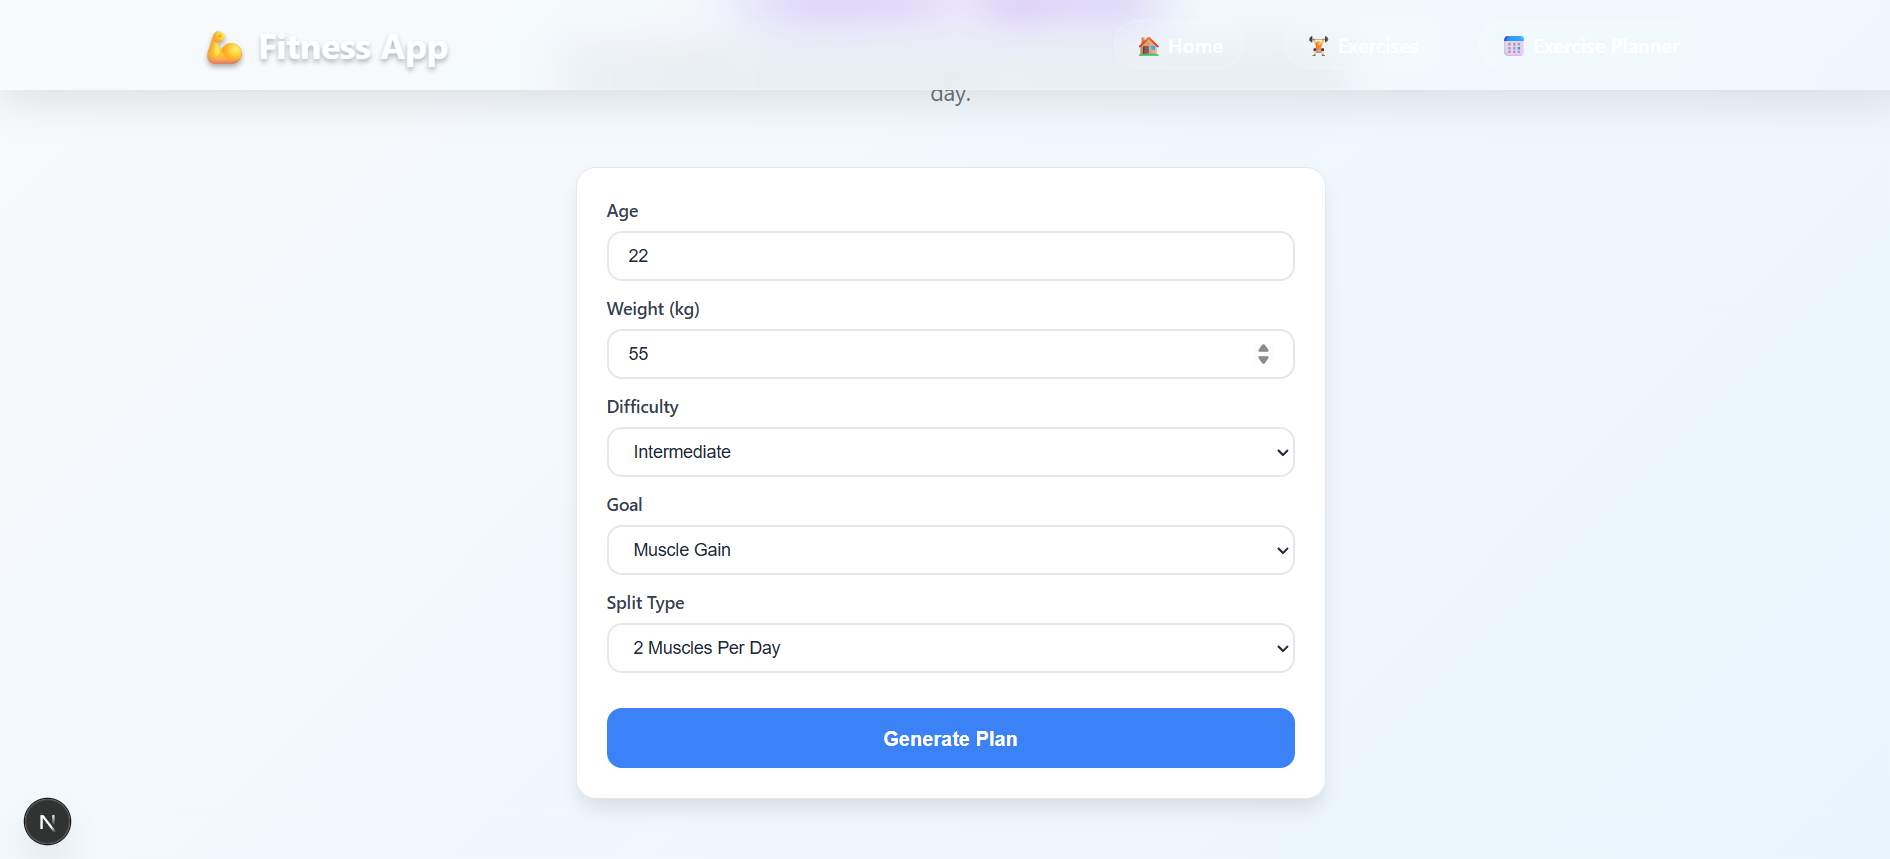 Fitness App
Home
Exercises
Exercise Planner
day.
Age
22
Weight (kg)
55
Difficulty
Intermediate
Goal
Muscle Gain
Split Type
2 Muscles Per Day
Generate Plan
N